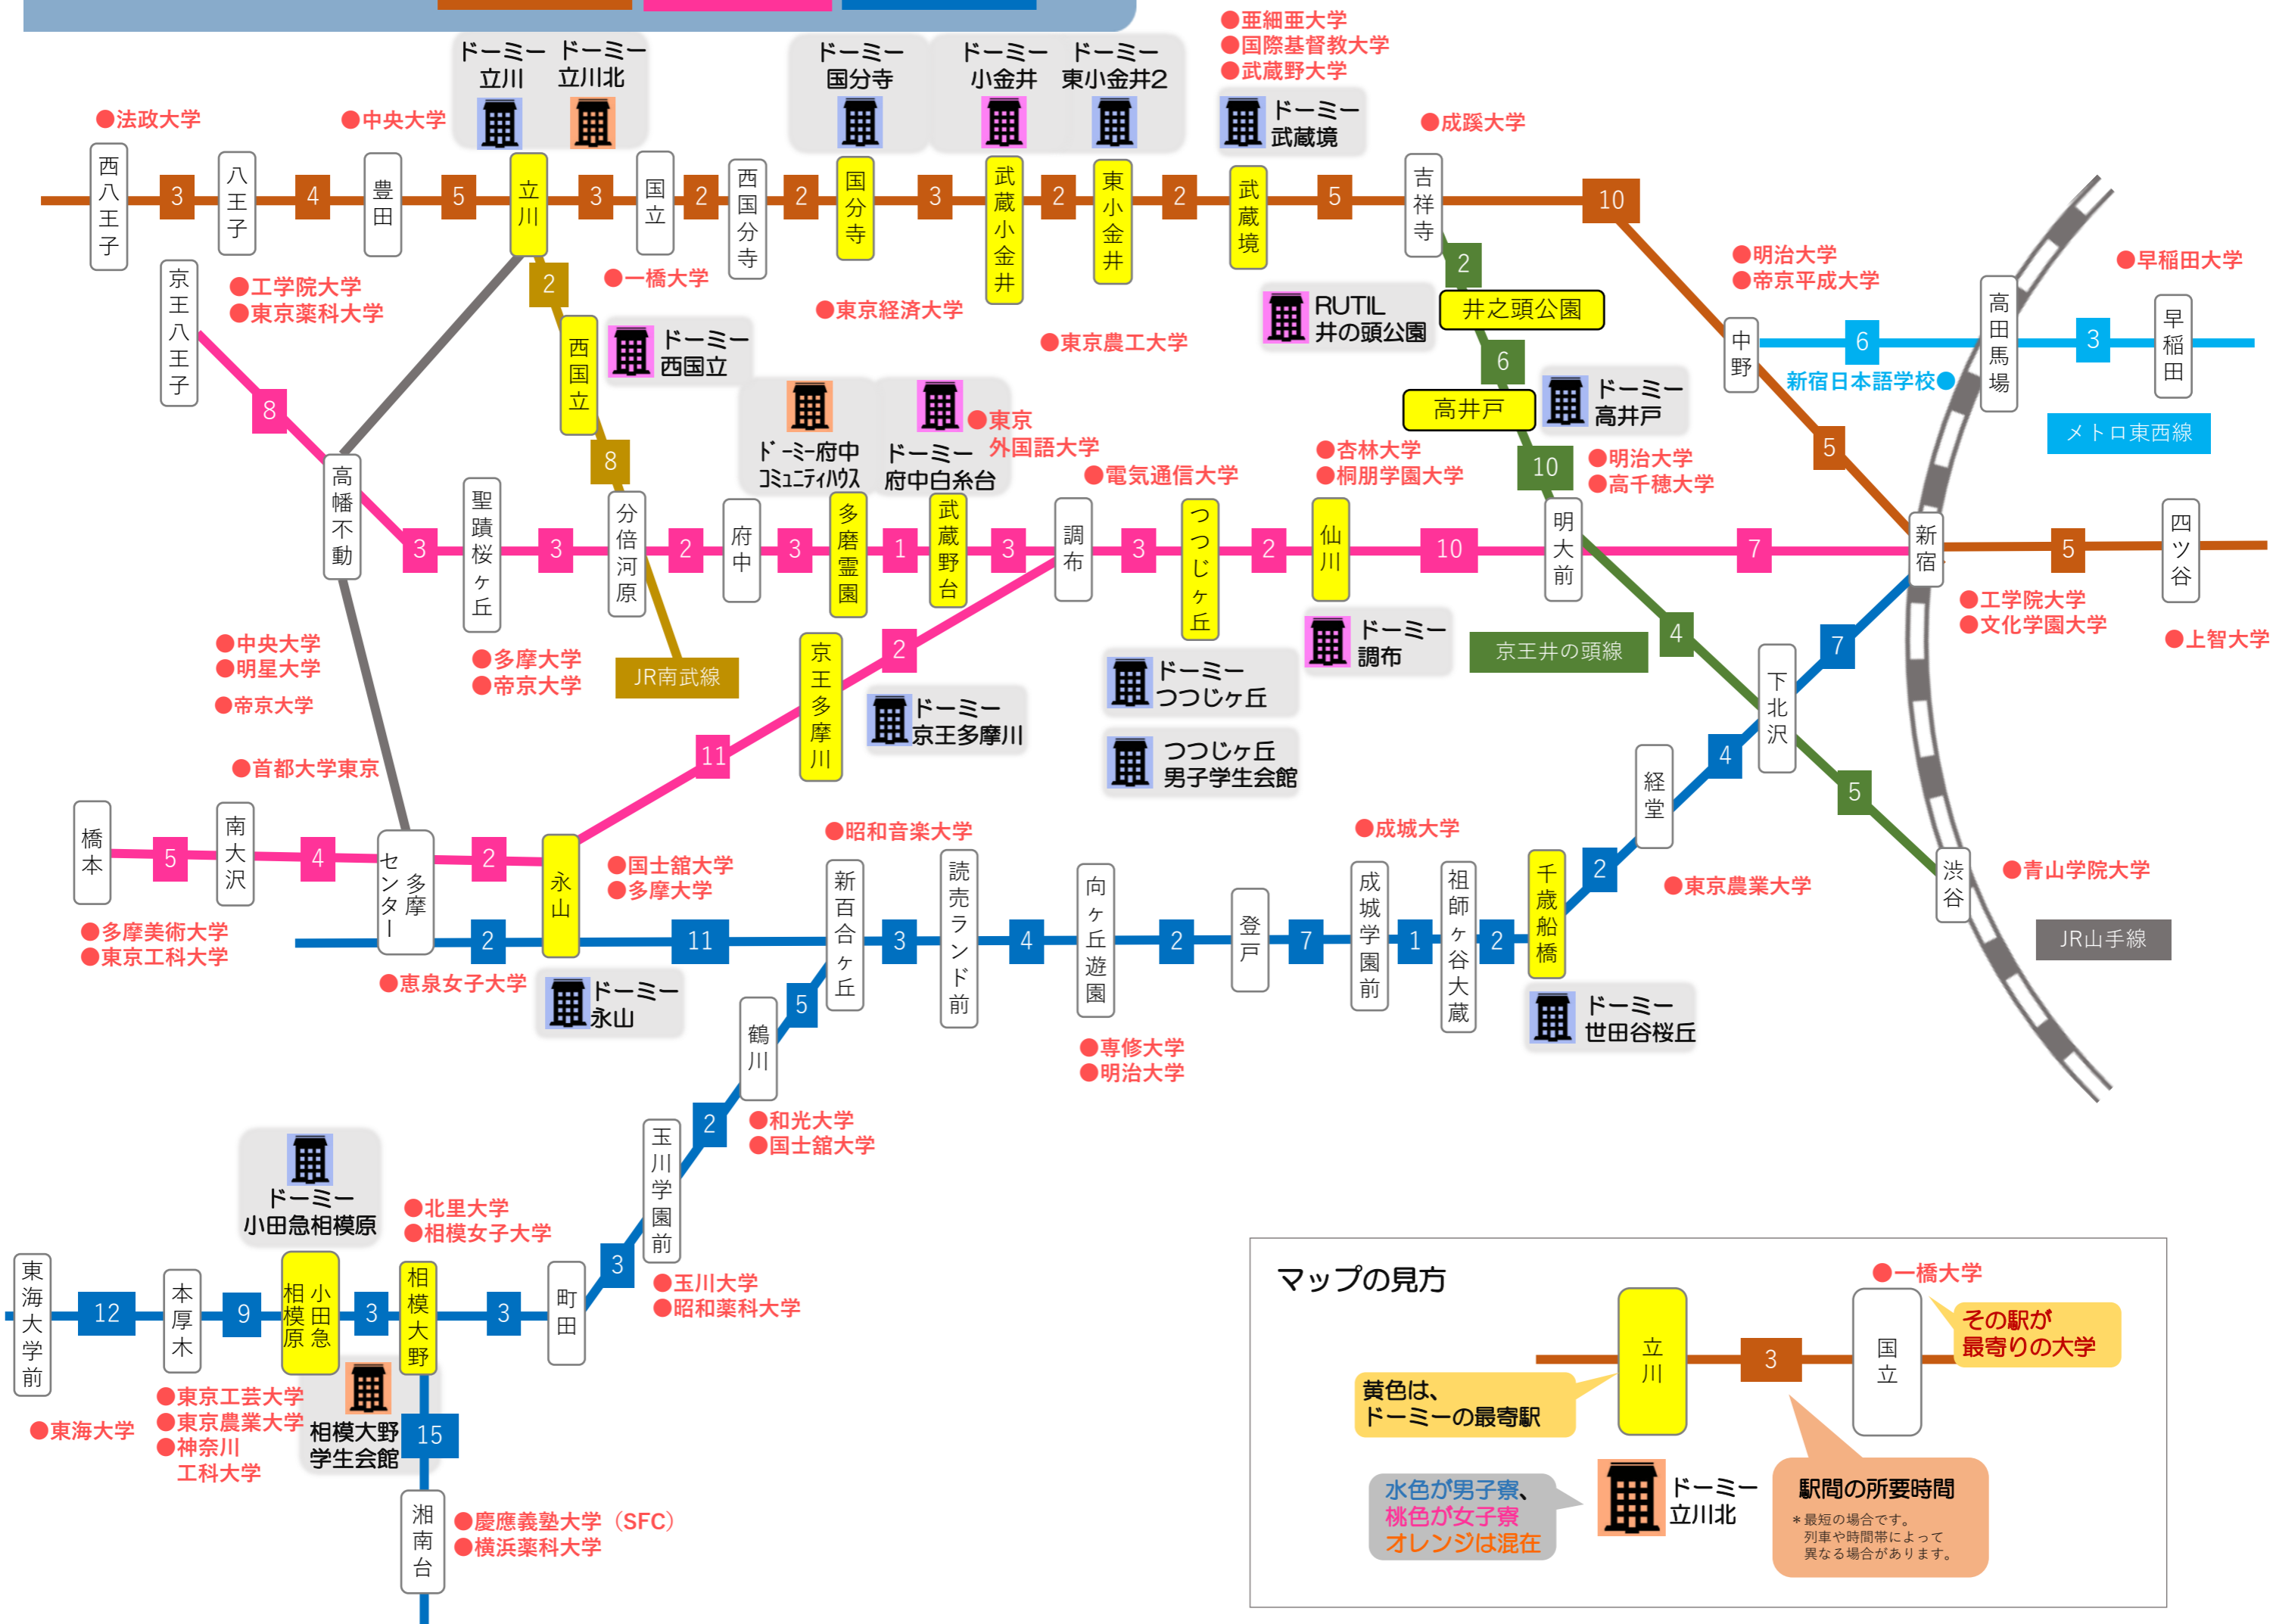 ●亜細亜大学
●国際基督教大学
●武蔵野大学
ドーミー
立川
ドーミー
立川北
ドーミー
国分寺
ドーミー
小金井
ドーミー
東小金井2
ドーミー
武蔵境
●法政大学
●中央大学
●成蹊大学
西八王子
3
八王子
4
豊田
5
立川
3
国立
2
西国分寺
2
国分寺
3
武蔵小金井
2
東小金井
2
武蔵境
5
吉祥寺
10
●明治大学
●帝京平成大学
●早稲田大学
京王八王子
●工学院大学
●東京薬科大学
2
●一橋大学
●東京経済大学
●東京農工大学
2
RUTIL
井の頭公園
井之頭公園
中野
6
高田馬場
3
早稲田
新宿日本語学校●
メトロ東西線
西国立
ドーミー
西国立
6
高井戸
ドーミー
高井戸
8
8
ドーミー府中
コミュニティハウス
ドーミー
府中白糸台
●東京
外国語大学
●電気通信大学
●杏林大学
●桐朋学園大学
10
●明治大学
●高千穂大学
5
高幡不動
3
聖蹟桜ヶ丘
3
分倍河原
2
府中
3
多磨霊園
1
武蔵野台
3
調布
3
つつじヶ丘
2
仙川
10
明大前
7
新宿
5
四ツ谷
●工学院大学
●文化学園大学
●上智大学
●中央大学
●明星大学
●帝京大学
●多摩大学
●帝京大学
JR南武線
京王多摩川
2
ドーミー
京王多摩川
ドーミー
つつじヶ丘
つつじヶ丘
男子学生会館
ドーミー
調布
京王井の頭線
4
7
下北沢
●首都大学東京
11
4
5
経堂
橋本
5
南大沢
4
多摩
センター
2
永山
●国士舘大学
●多摩大学
●昭和音楽大学
●成城大学
●東京農業大学
渋谷
●青山学院大学
JR山手線
●多摩美術大学
●東京工科大学
2
11
新百合ヶ丘
3
読売ランド前
4
向ヶ丘遊園
2
登戸
7
成城学園前
1
祖師ヶ谷大蔵
2
千歳船橋
2
●恵泉女子大学
ドーミー
永山
ドーミー
世田谷桜丘
5
鶴川
●専修大学
●明治大学
2
●和光大学
●国士舘大学
玉川学園前
3
●玉川大学
●昭和薬科大学
ドーミー
小田急相模原
●北里大学
●相模女子大学
東海大学前
12
本厚木
9
小田急
相模原
3
相模大野
3
町田
●東海大学
●東京工芸大学
●東京農業大学
●神奈川
工科大学
相模大野
学生会館
15
湘南台
●慶應義塾大学（SFC）
●横浜薬科大学
マップの見方
●一橋大学
立川
3
国立
その駅が
最寄りの大学
黄色は、
ドーミーの最寄駅
水色が男子寮、
桃色が女子寮
オレンジは混在
ドーミー
立川北
駅間の所要時間
＊最短の場合です。
列車や時間帯によって
異なる場合があります。